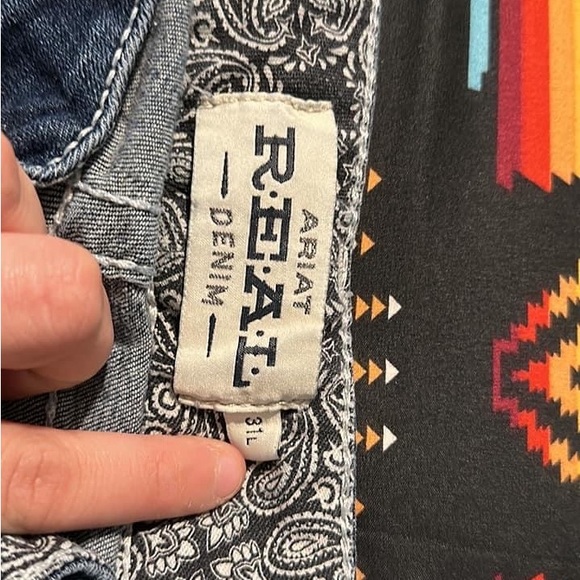 ARIAT
R.E.A.L.
— DENIM —
31L